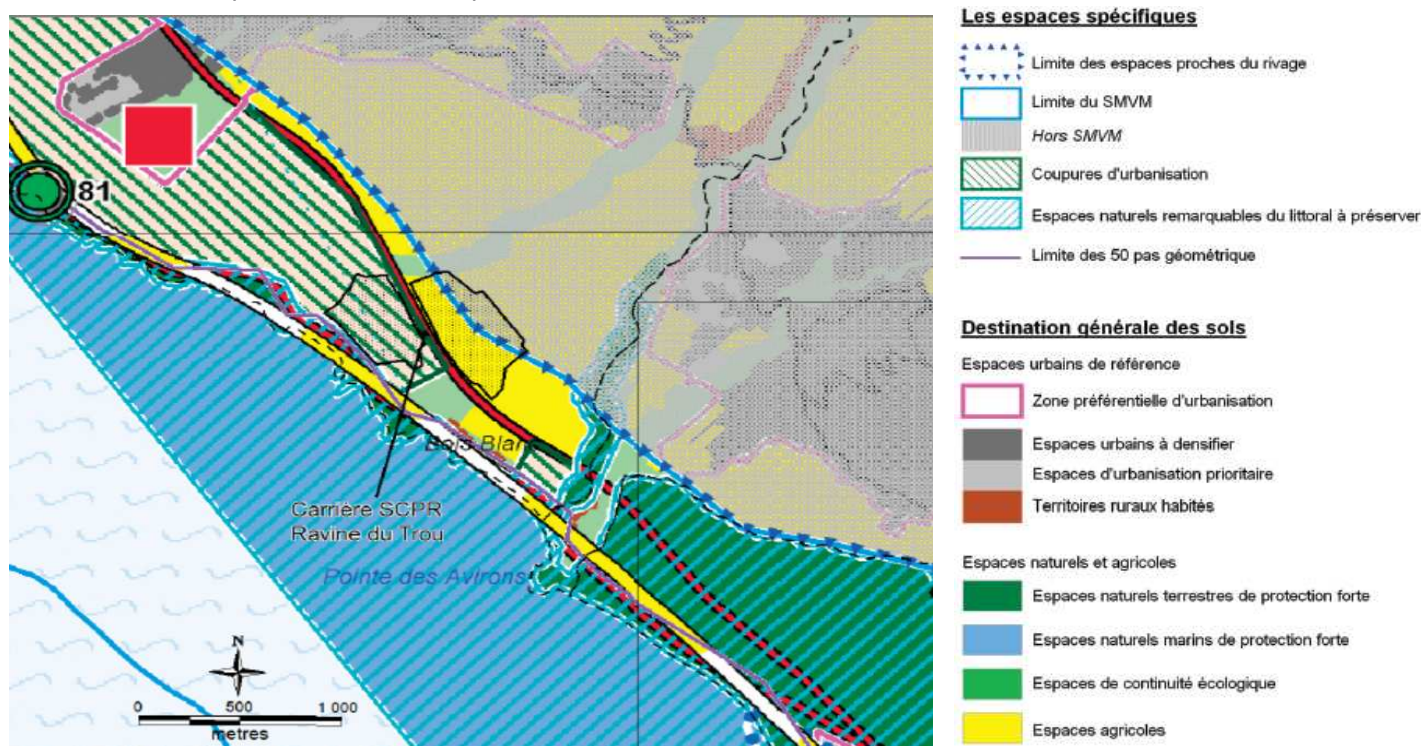 81
Bois Blan
Carrière SCPR
Ravine du Trou
Pointe des Avirons
N
0 500 1 000
metres
Les espaces spécifiques
Limite des espaces proches du rivage
Limite du SMVM
Hors SMVM
Coupures d'urbanisation
Espaces naturels remarquables du littoral à préserver
Limite des 50 pas géométrique
Destination générale des sols
Espaces urbains de référence
Zone préférentielle d'urbanisation
Espaces urbains à densifier
Espaces d'urbanisation prioritaire
Territoires ruraux habités
Espaces naturels et agricoles
Espaces naturels terrestres de protection forte
Espaces naturels marins de protection forte
Espaces de continuité écologique
Espaces agricoles